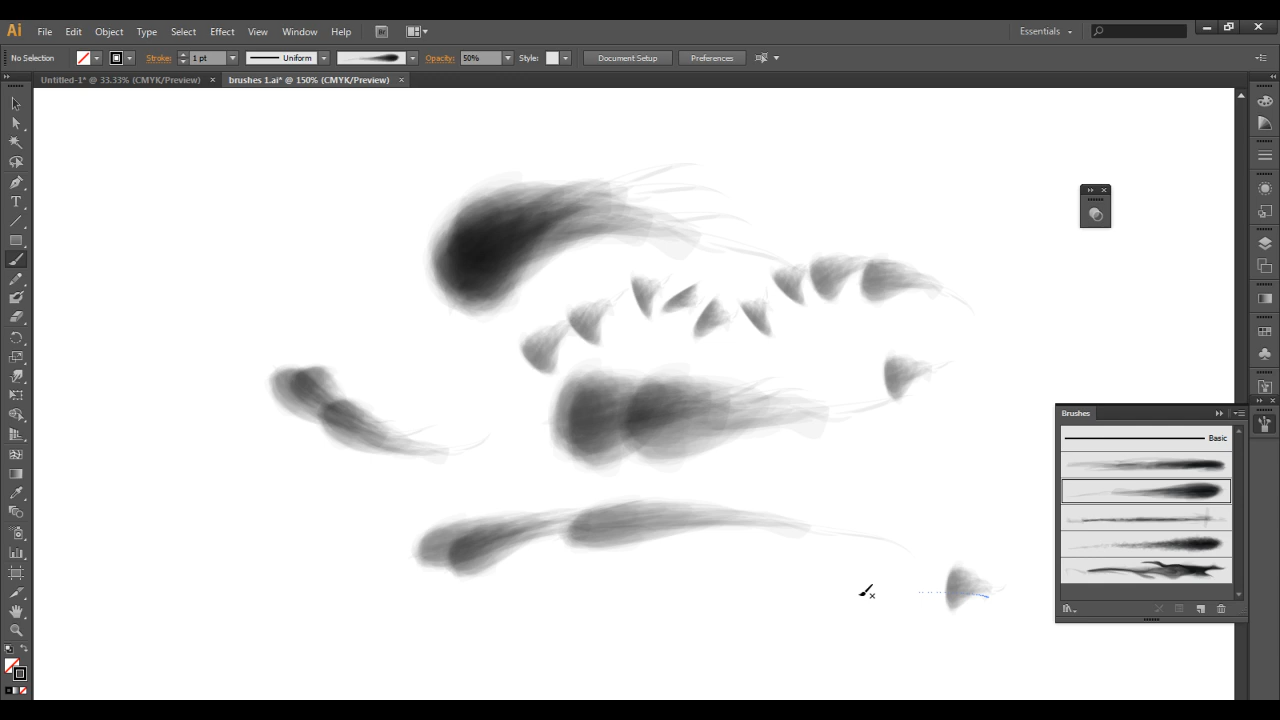 Ai File Edit Object Type Select Effect View Window Help Br Essentials
No Selection Stroke: 1 pt Uniform Opacity: 50% Style: Document Setup Preferences
Untitled-1* @ 33.33% (CMYK/Preview) × brushes 1.ai* @ 150% (CMYK/Preview) ×
T
Brushes
Basic